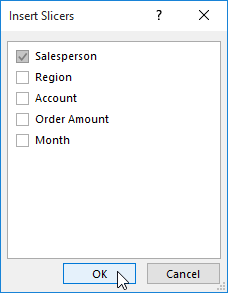 Insert Slicers
Salesperson
Region
Account
Order Amount
Month
OK Cancel